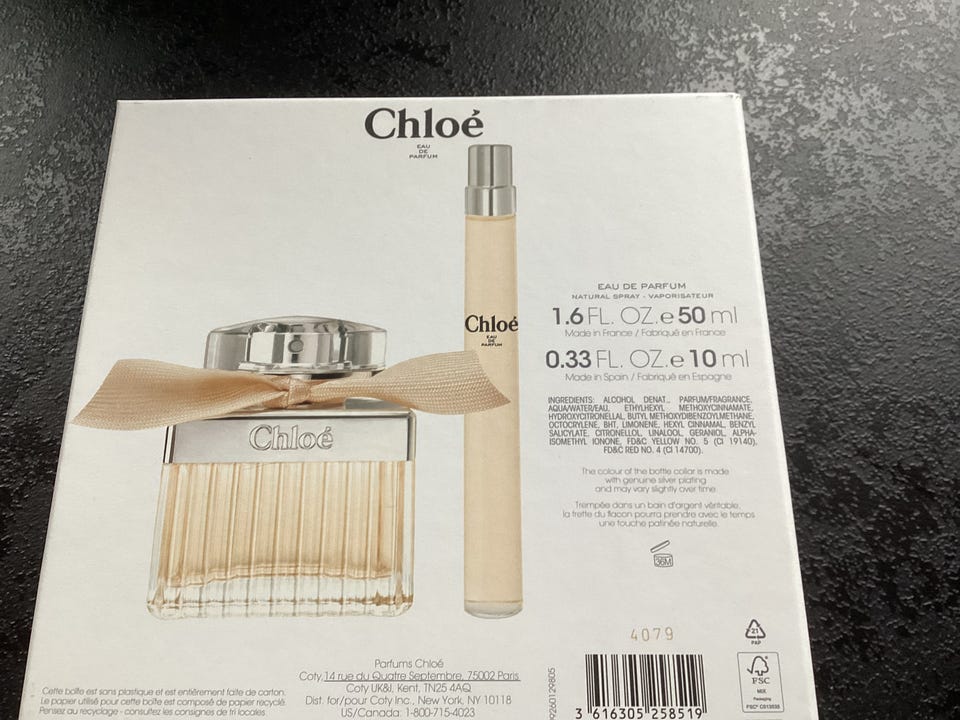 Chloé
EAU
DE
PARFUM
Chloé
EAU
DE
PARFUM
Chloé
EAU DE PARFUM
NATURAL SPRAY - VAPORISATEUR
1.6 FL. OZ. e 50 ml
Made in France / Fabriqué en France
0.33 FL. OZ. e 10 ml
Made in Spain / Fabriqué en Espagne
INGREDIENTS: ALCOHOL DENAT., PARFUM/FRAGRANCE,
AQUA/WATER/EAU, ETHYLHEXYL METHOXYCINNAMATE,
HYDROXYCITRONELLAL, BUTYL METHOXYDIBENZOYLMETHANE,
OCTOCRYLENE, BHT, LIMONENE, HEXYL CINNAMAL, BENZYL
SALICYLATE, CITRONELLOL, LINALOOL, GERANIOL, ALPHA-
ISOMETHYL IONONE, FD&C YELLOW NO. 5 (CI 19140),
FD&C RED NO. 4 (CI 14700).
The colour of the bottle collar is made
with genuine silver plating
and may vary slightly over time.
Trempée dans un bain d'argent véritable,
la frette du flacon pourra prendre avec le temps
une touche patinée naturelle.
36M
4079
21
PAP
Parfums Chloé
Coty, 14 rue du Quatre Septembre, 75002 Paris
Coty UK&I, Kent, TN25 4AQ
Dist. for/pour Coty Inc., New York, NY 10118
US/Canada: 1-800-715-4023
Cette boîte est sans plastique et est entièrement faite de carton.
Le papier utilisé pour cette boîte est composé de papier recyclé.
Pensez au recyclage - consultez les consignes de tri locales.
99260129805
3 616305 258519
FSC
MIX
Packaging